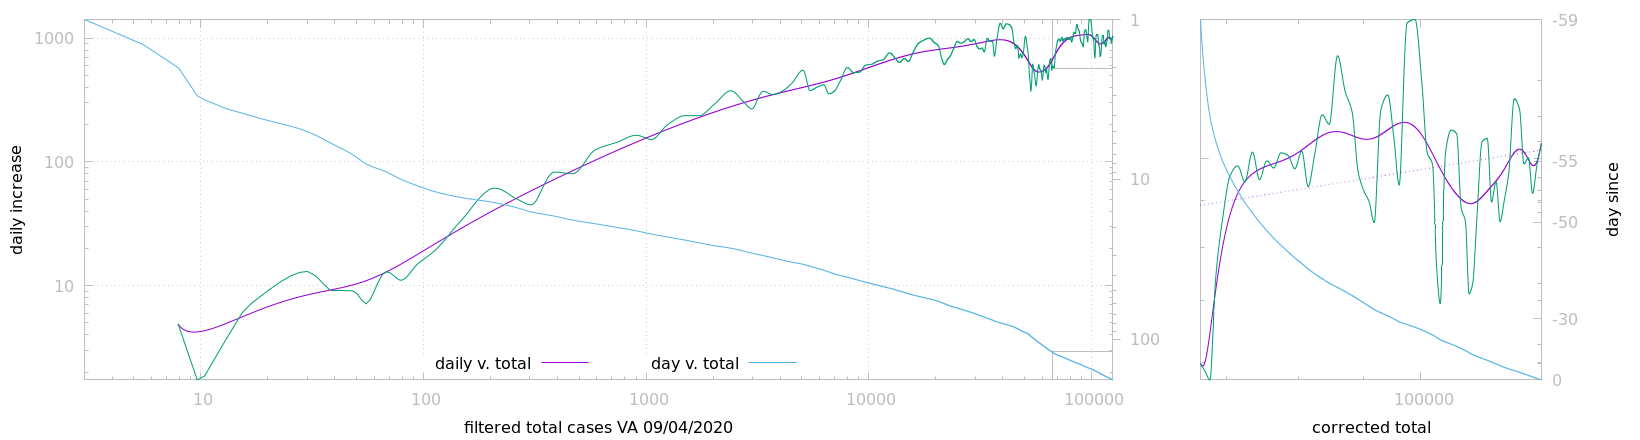 daily increase
1000
100
10
10
100
1000
10000
100000
1
10
100
daily v. total
day v. total
filtered total cases VA 09/04/2020
-59
-55
-50
-30
0
day since
100000
corrected total